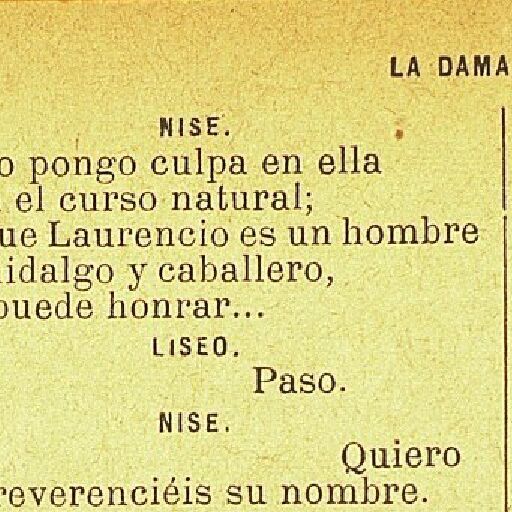 LA DAMA
NISE.
o pongo culpa en ella
el curso natural;
ue Laurencio es un hombre
idalgo y caballero,
puede honrar...
LISEO.
Paso.
NISE.
Quiero
reverenciéis su nombre.